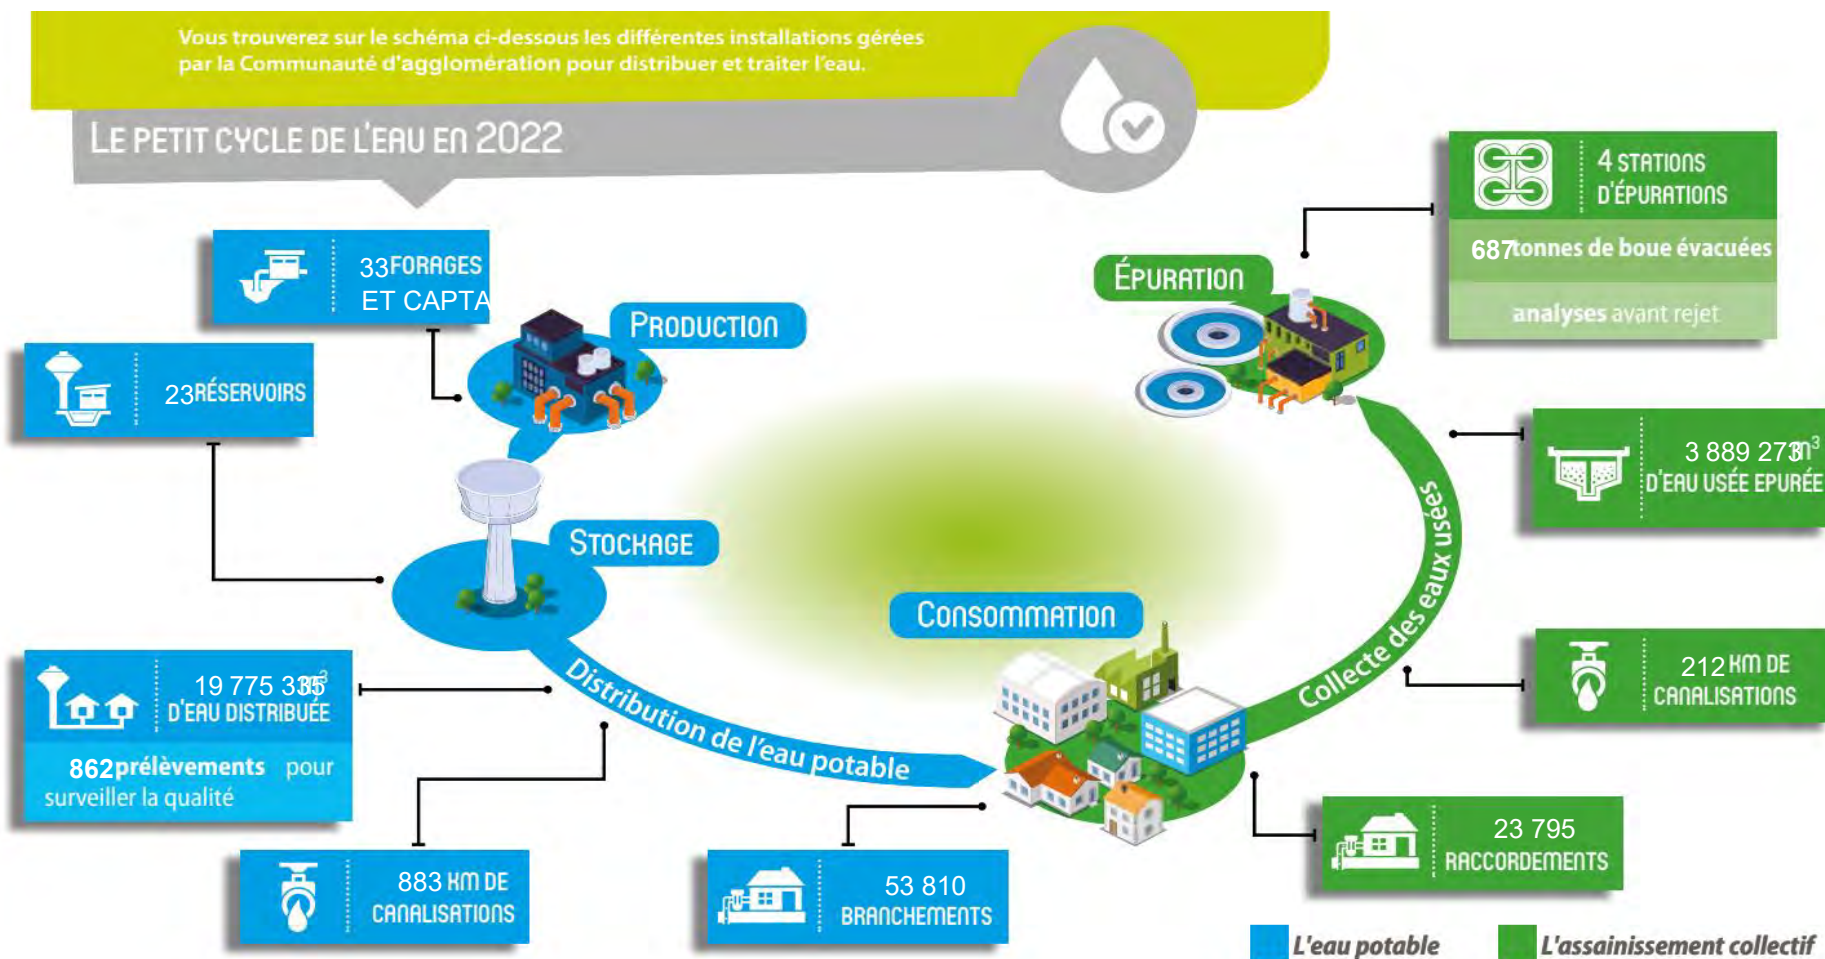 Vous trouverez sur le schéma ci-dessous les différentes installations gérées
par la Communauté d'agglomération pour distribuer et traiter l'eau.
LE PETIT CYCLE DE L'EAU EN 2022
4 STATIONS
D'ÉPURATIONS
687tonnes de boue évacuées
analyses avant rejet
33FORAGES
ET CAPTA
PRODUCTION
ÉPURATION
23RÉSERVOIRS
3 889 273m³
D'EAU USÉE EPURÉE
STOCKAGE
CONSOMMATION
Collecte des eaux usées
212 KM DE
CANALISATIONS
19 775 335m³
D'EAU DISTRIBUÉE
862prélèvements pour
surveiller la qualité
Distribution de l'eau potable
883 KM DE
CANALISATIONS
53 810
BRANCHEMENTS
23 795
RACCORDEMENTS
L'eau potable
L'assainissement collectif